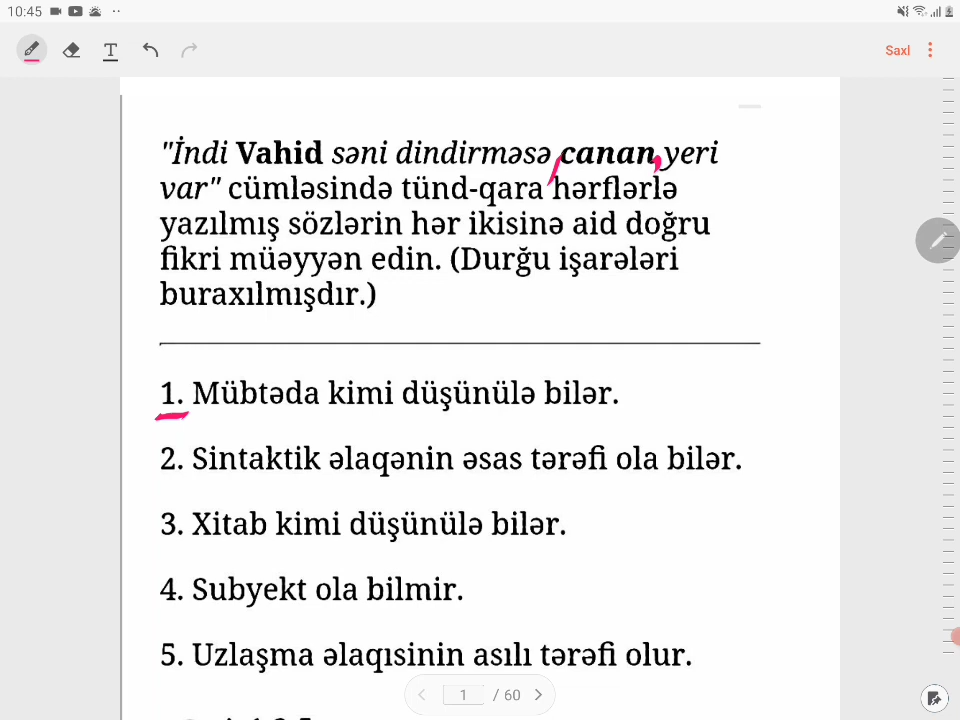 10:45
T
Saxl
"İndi Vahid səni dindirməsə canan, yeri
var" cümləsində tünd-qara hərflərlə
yazılmış sözlərin hər ikisinə aid doğru
fikri müəyyən edin. (Durğu işarələri
buraxılmışdır.)
1. Mübtəda kimi düşünülə bilər.
2. Sintaktik əlaqənin əsas tərəfi ola bilər.
3. Xitab kimi düşünülə bilər.
4. Subyekt ola bilmir.
5. Uzlaşma əlaqısinin asılı tərəfi olur.
1 / 60